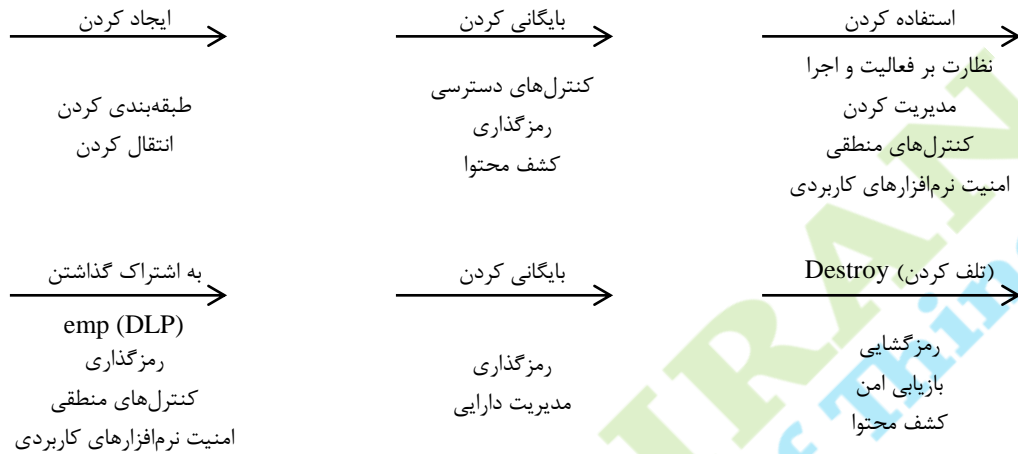 ایجاد کردن
طبقه‌بندی کردن
انتقال کردن
بایگانی کردن
کنترل‌های دسترسی
رمزگذاری
کشف محتوا
استفاده کردن
نظارت بر فعالیت و اجرا
مدیریت کردن
کنترل‌های منطقی
امنیت نرم‌افزارهای کاربردی
به اشتراک گذاشتن
emp (DLP)
رمزگذاری
کنترل‌های منطقی
امنیت نرم‌افزارهای کاربردی
بایگانی کردن
رمزگذاری
مدیریت دارایی
Destroy (تلف کردن)
رمزگشایی
بازیابی امن
کشف محتوا
IRAN
f Thin